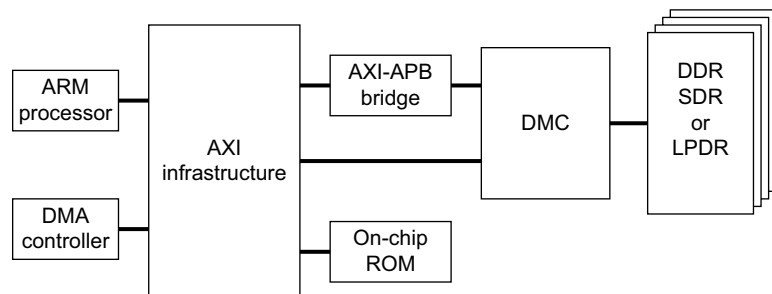 ARM
processor
DMA
controller
AXI
infrastructure
AXI-APB
bridge
On-chip
ROM
DMC
DDR
SDR
or
LPDR